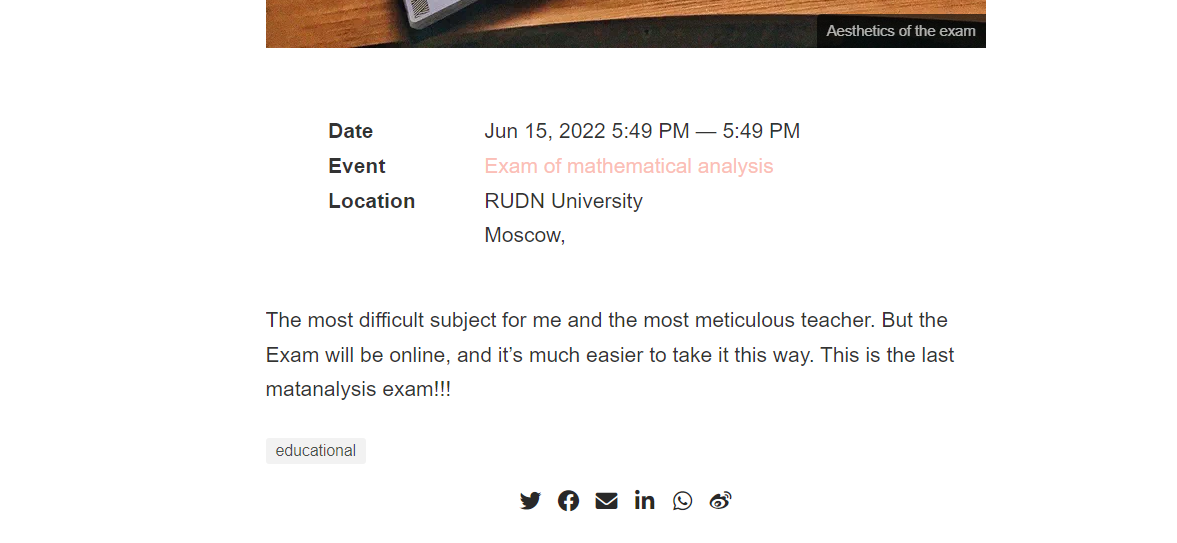 Aesthetics of the exam
Date Jun 15, 2022 5:49 PM — 5:49 PM
Event Exam of mathematical analysis
Location RUDN University
Moscow,
The most difficult subject for me and the most meticulous teacher. But the
Exam will be online, and it’s much easier to take it this way. This is the last
matanalysis exam!!!
educational